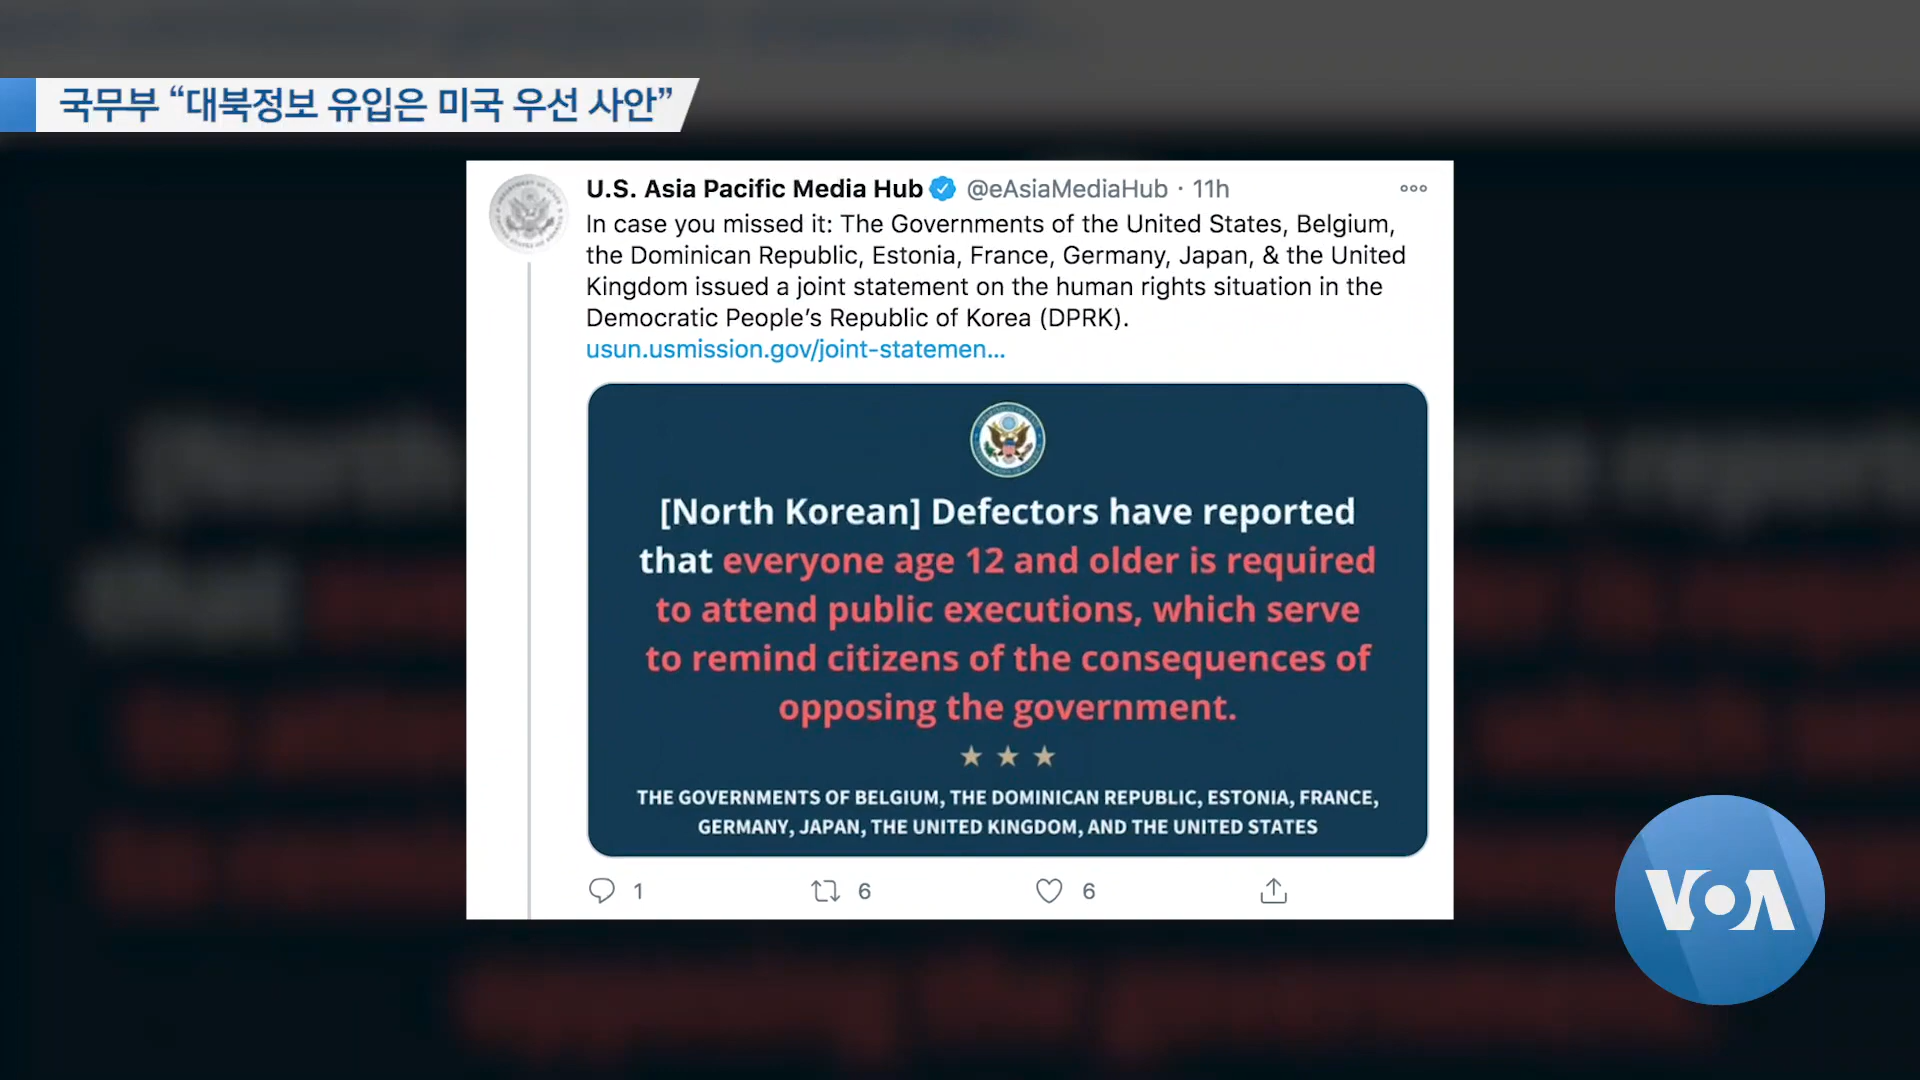 국무부 “대북정보 유입은 미국 우선 사안”
U.S. Asia Pacific Media Hub @eAsiaMediaHub · 11h
In case you missed it: The Governments of the United States, Belgium,
the Dominican Republic, Estonia, France, Germany, Japan, & the United
Kingdom issued a joint statement on the human rights situation in the
Democratic People’s Republic of Korea (DPRK).
usun.usmission.gov/joint-statemen...
[North Korean] Defectors have reported
that everyone age 12 and older is required
to attend public executions, which serve
to remind citizens of the consequences of
opposing the government.
THE GOVERNMENTS OF BELGIUM, THE DOMINICAN REPUBLIC, ESTONIA, FRANCE,
GERMANY, JAPAN, THE UNITED KINGDOM, AND THE UNITED STATES
1 6 6
VOA